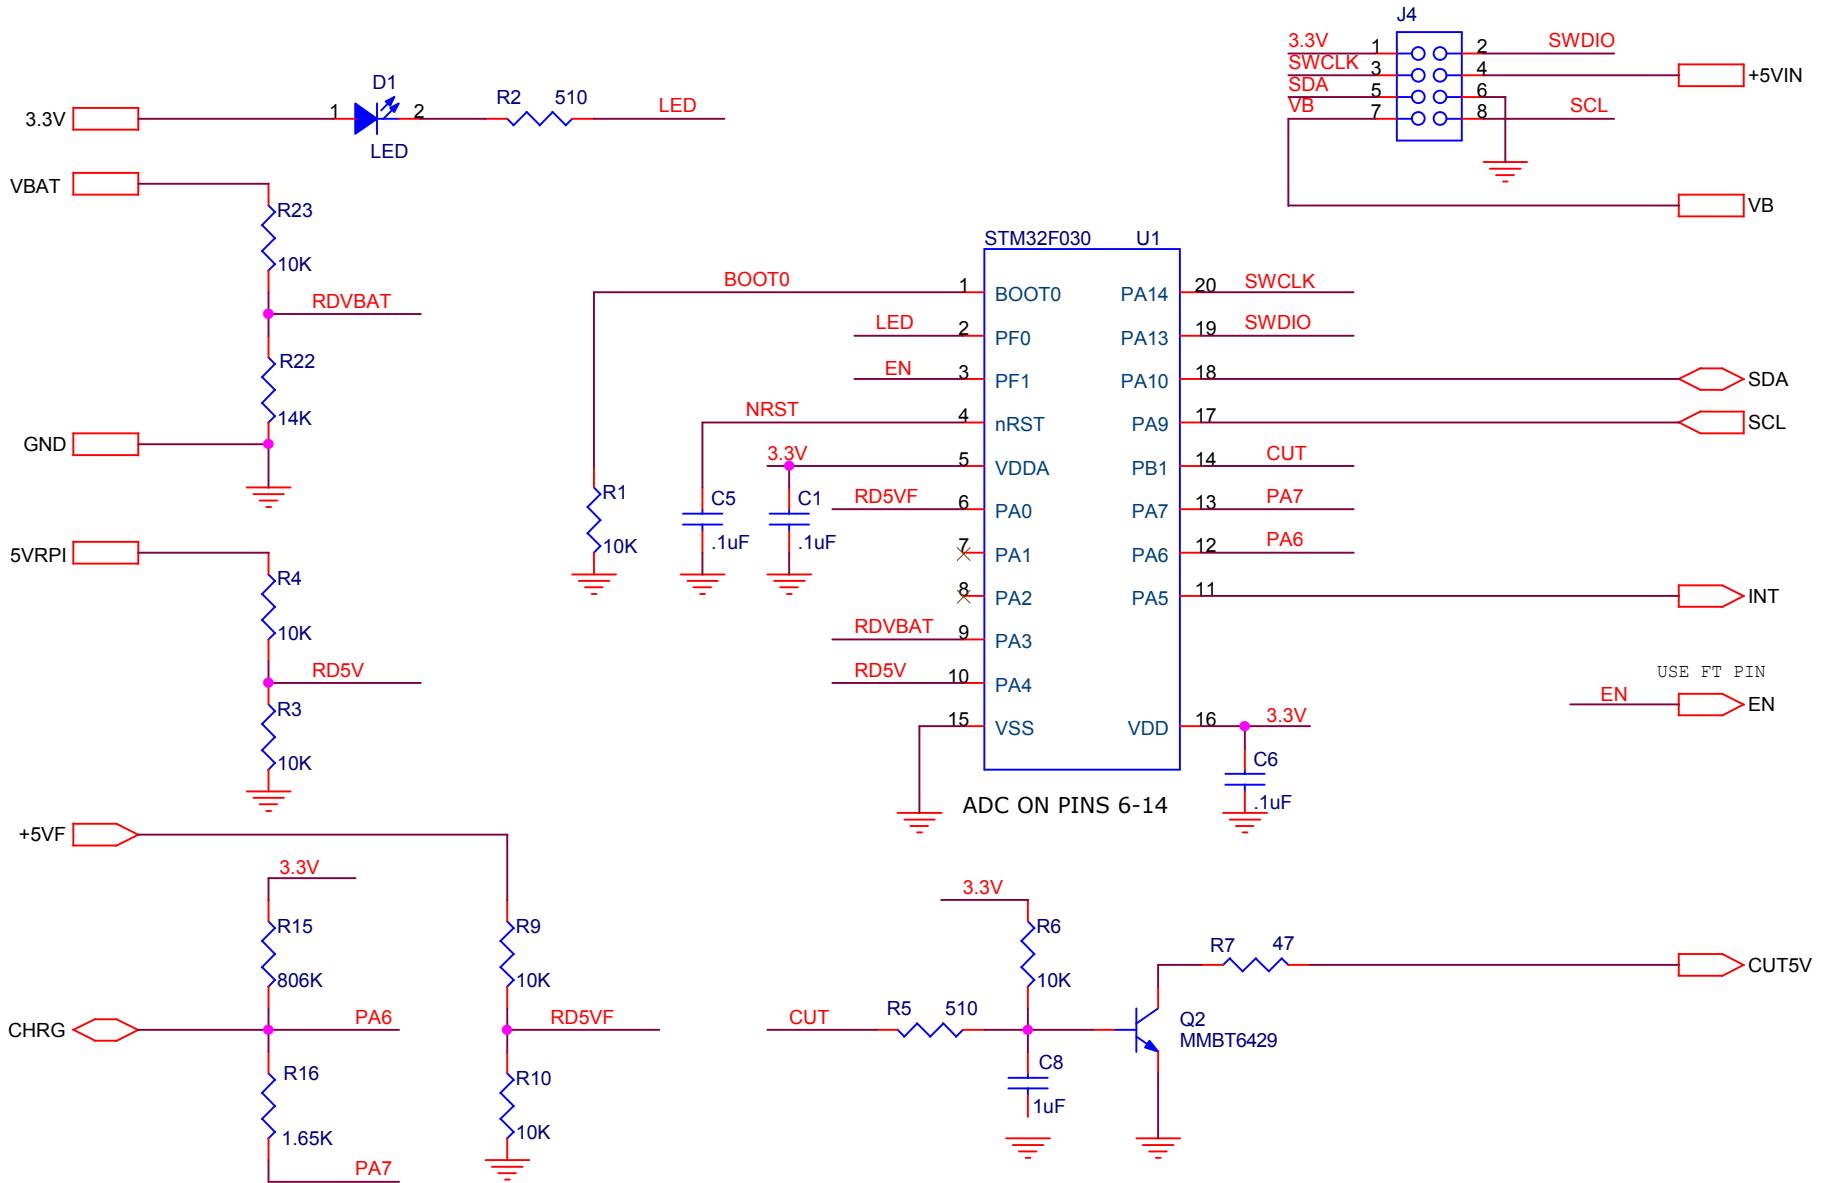 J4
3.3V 1 2 SWDIO
SWCLK 3 4 +5VIN
SDA 5 6
VB 7 8 SCL
VB
3.3V 1 D1 2 R2 510 LED
LED
VBAT
R23
10K
RDVBAT
R22
14K
GND
5VRPI
R4
10K
RD5V
R3
10K
STM32F030 U1
BOOT0 1 BOOT0 PA14 20 SWCLK
LED 2 PF0 PA13 19 SWDIO
EN 3 PF1 PA10 18 SDA
NRST 4 nRST PA9 17 SCL
3.3V 5 VDDA PB1 14 CUT
RD5VF 6 PA0 PA7 13 PA7
7 PA1 PA6 12 PA6
8 PA2 PA5 11 INT
RDVBAT 9 PA3
RD5V 10 PA4
15 VSS VDD 16 3.3V
R1
10K
C5
.1uF
C1
.1uF
USE FT PIN
EN EN
C6
.1uF
ADC ON PINS 6-14
+5VF
3.3V
R15
806K
CHRG PA6
R16
1.65K
PA7
R9
10K
RD5VF
R10
10K
3.3V
R6
10K
CUT R5 510
C8
1uF
Q2
MMBT6429
R7 47 CUT5V